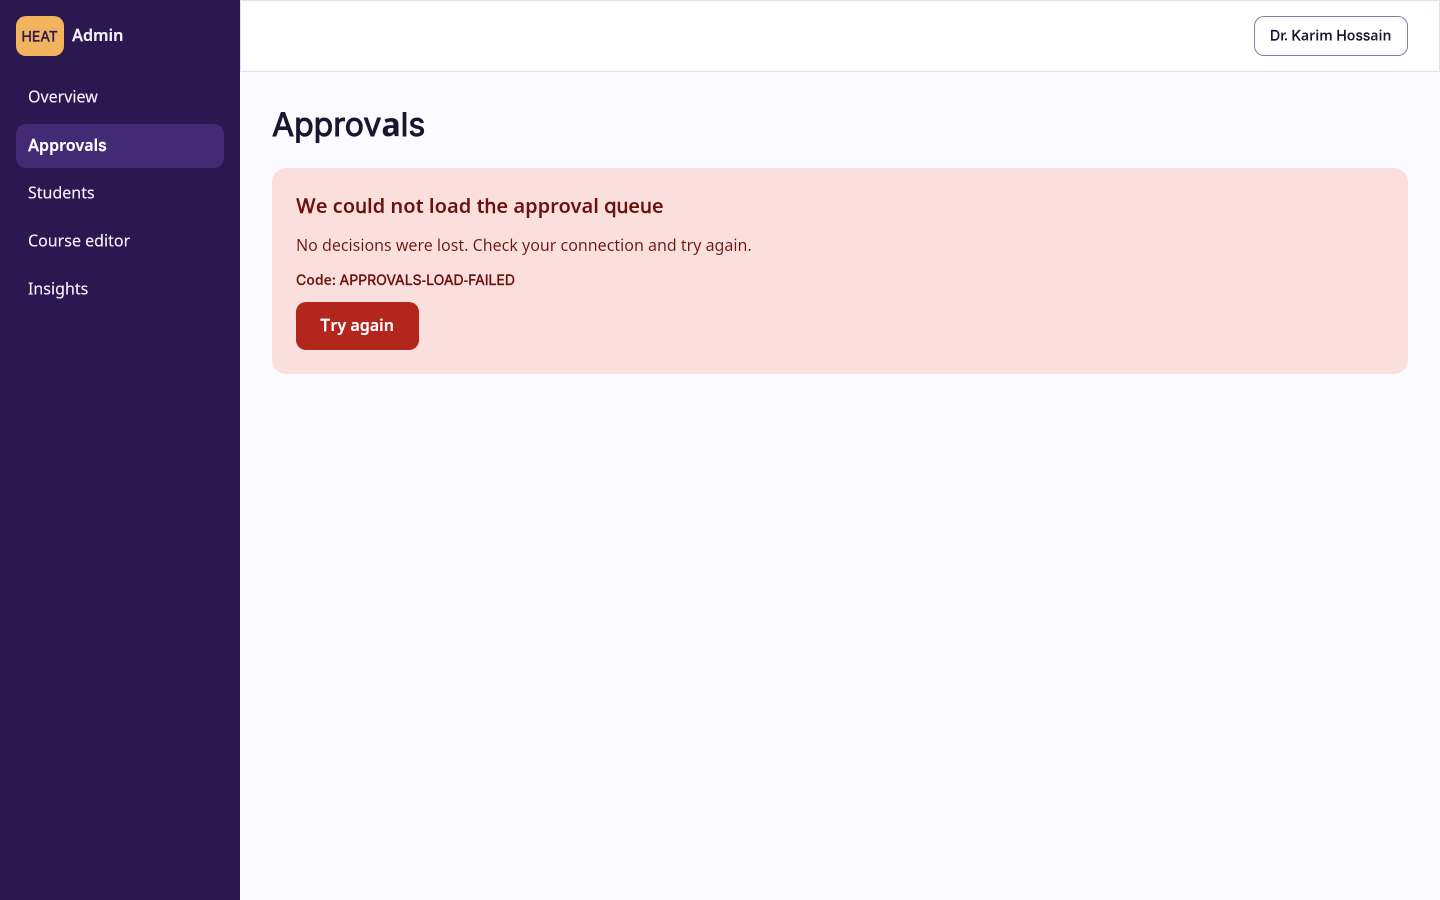 HEAT Admin
Dr. Karim Hossain
Overview
Approvals
Students
Course editor
Insights
Approvals
We could not load the approval queue
No decisions were lost. Check your connection and try again.
Code: APPROVALS-LOAD-FAILED
Try again